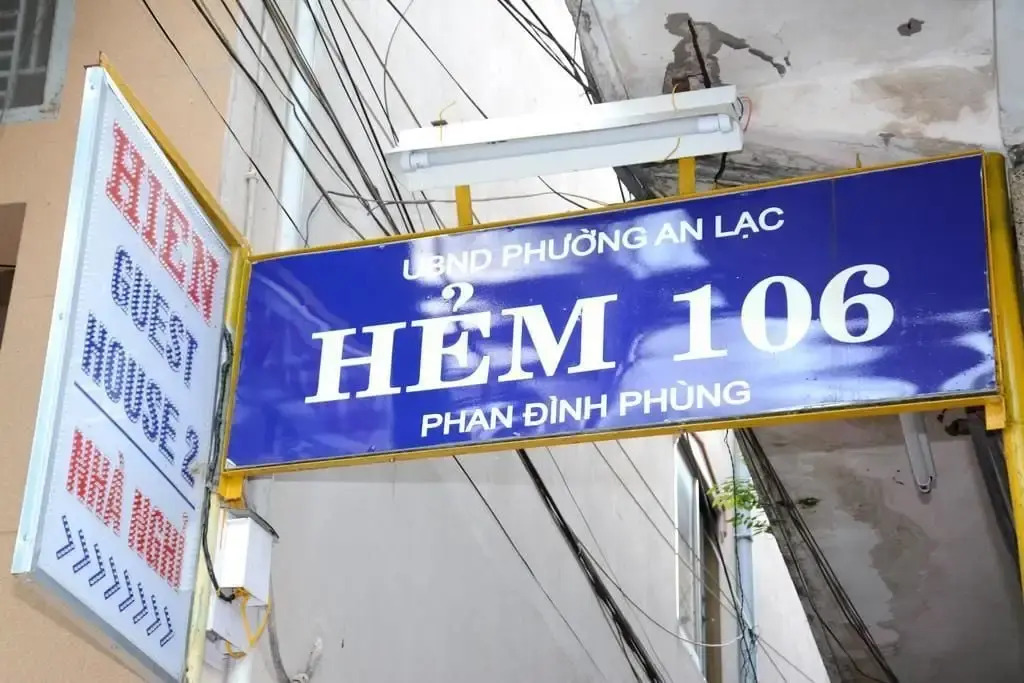 HIEN
GUEST
HOUSE 2
NHÀ NGHỈ
UBND PHƯỜNG AN LẠC
HẺM 106
PHAN ĐÌNH PHÙNG